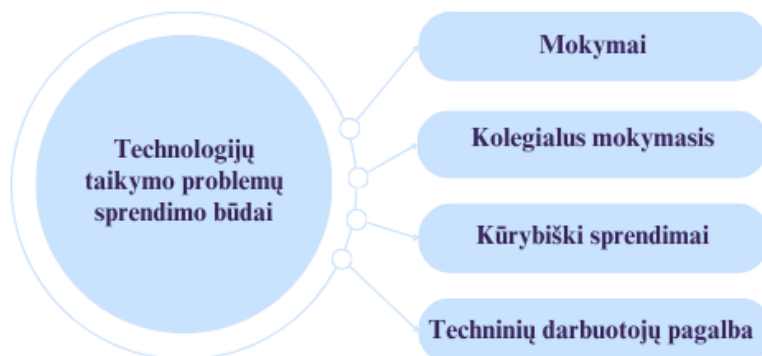 Technologijų
taikymo problemų
sprendimo būdai
Mokymai
Kolegialus mokymasis
Kūrybiški sprendimai
Techninių darbuotojų pagalba